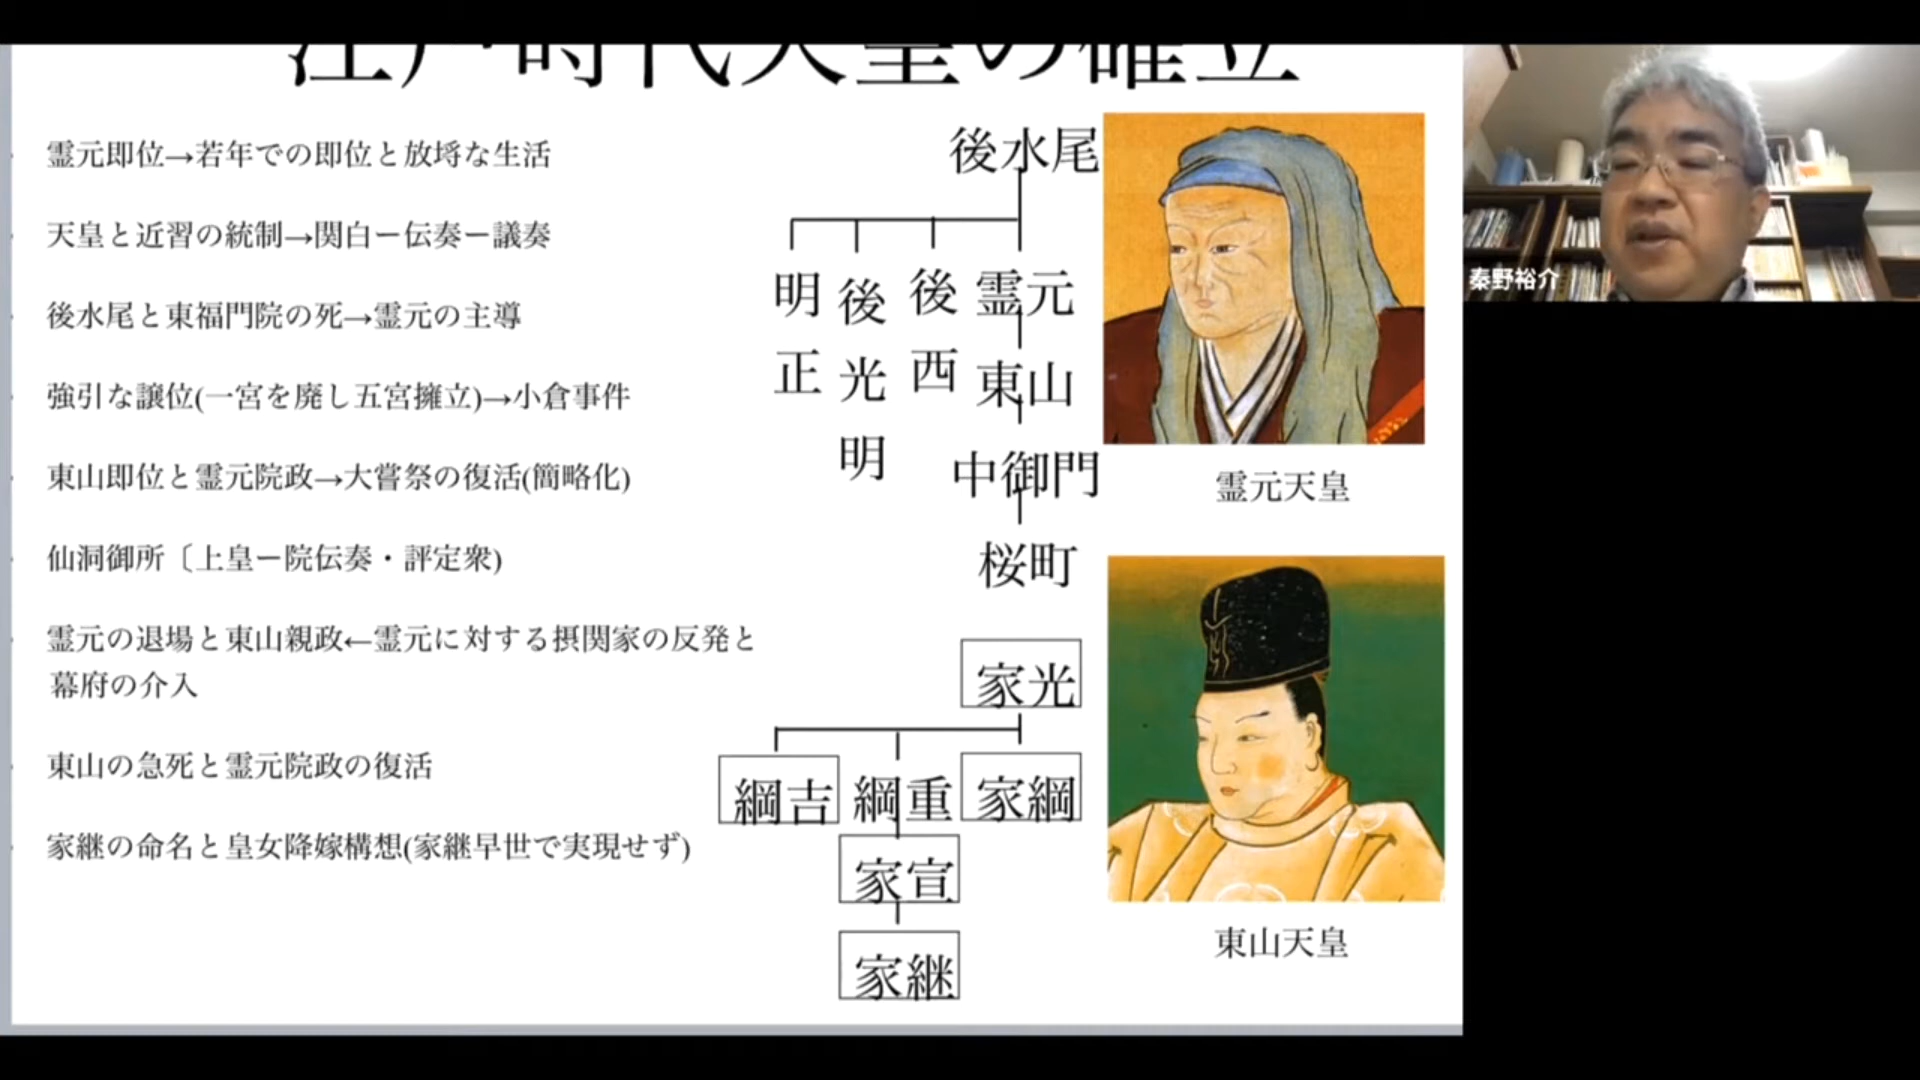 江戸時代天皇の確立
霊元即位→若年での即位と放埓な生活
天皇と近習の統制→関白ー伝奏ー議奏
後水尾と東福門院の死→霊元の主導
強引な譲位(一宮を廃し五宮擁立)→小倉事件
東山即位と霊元院政→大嘗祭の復活(簡略化)
仙洞御所〔上皇ー院伝奏・評定衆)
霊元の退場と東山親政←霊元に対する摂関家の反発と
幕府の介入
東山の急死と霊元院政の復活
家継の命名と皇女降嫁構想(家継早世で実現せず)
後水尾
明正
後光明
後西
霊元
東山
中御門
桜町
家光
綱吉
綱重
家綱
家宣
家継
霊元天皇
東山天皇
秦野裕介